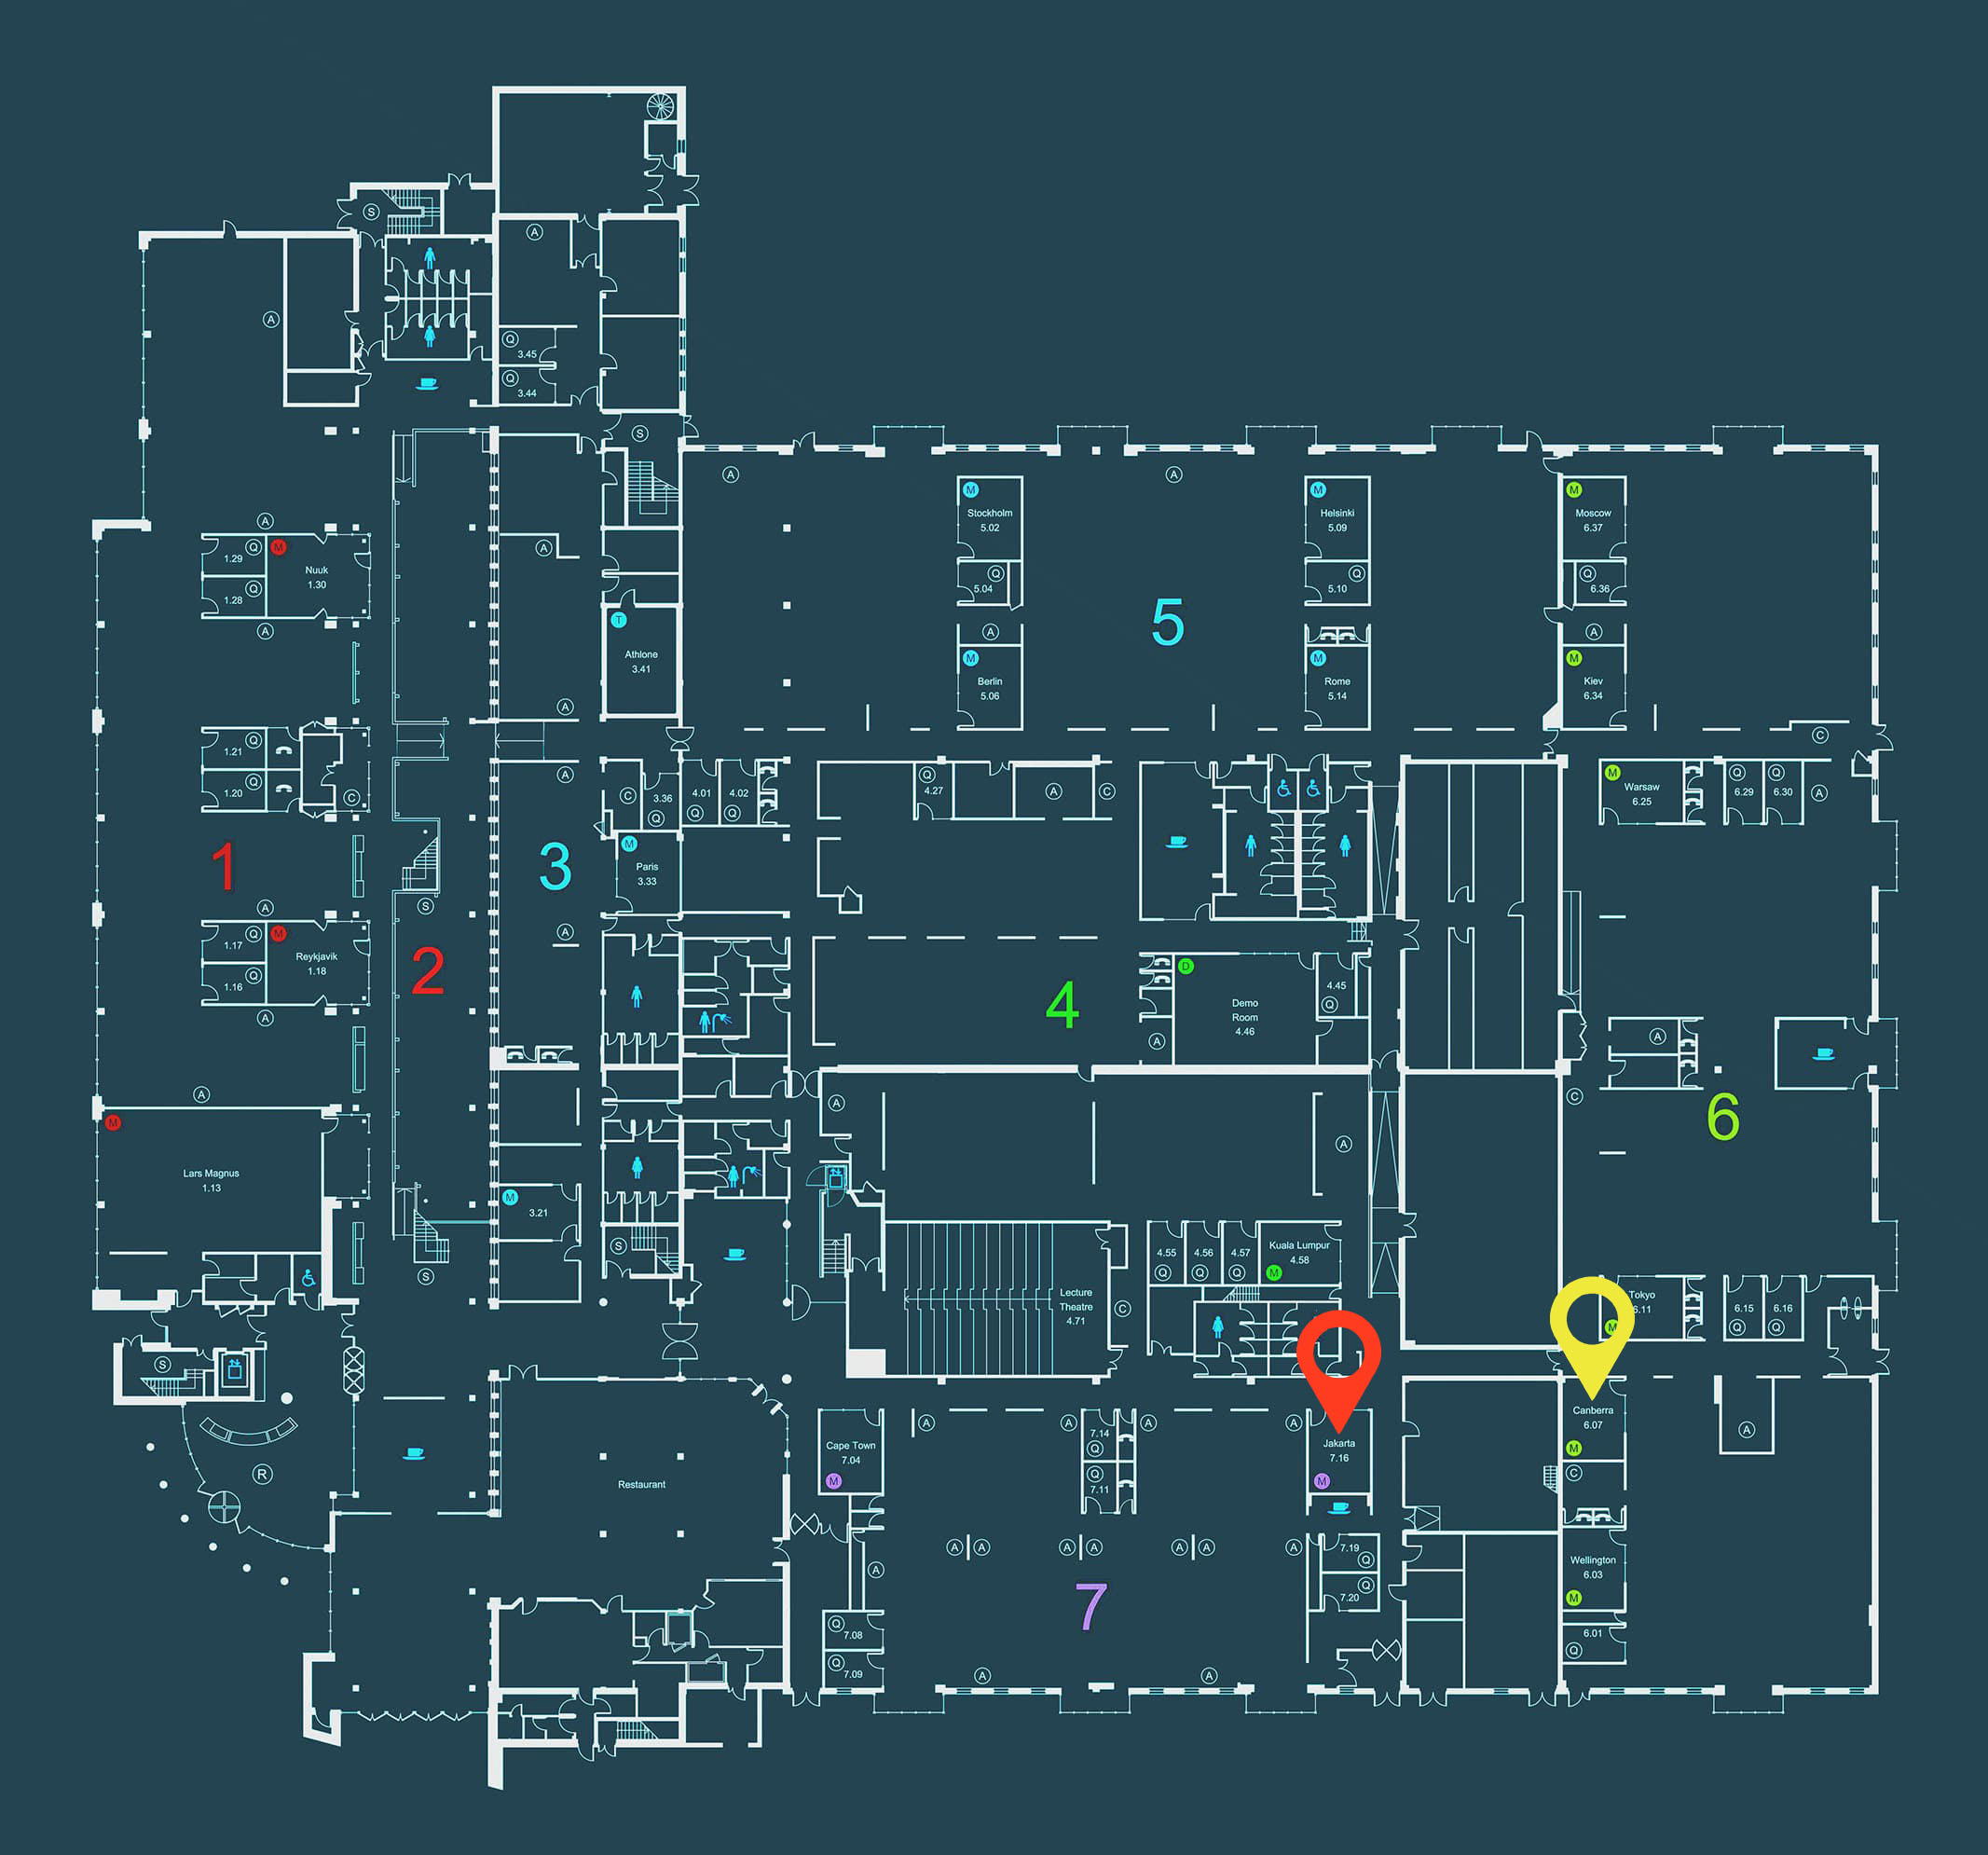 S
A
A
Q
3.45
Q
3.44
S
A
A
M
Stockholm
5.02
M
Helsinki
5.09
M
Moscow
6.37
A
1.29
Q
M
Nuuk
1.30
1.28
Q
A
A
Q
5.04
Q
5.10
Q
6.36
T
Athlone
3.41
5
A
A
M
Berlin
5.06
M
Rome
5.14
M
Kiev
6.34
A
C
1.21
Q
1.20
Q
C
A
C
3.36
Q
4.01
Q
4.02
Q
Q
4.27
A
C
M
Warsaw
6.25
Q
6.29
Q
6.30
A
1
3
M
Paris
3.33
A
S
A
1.17
Q
M
Reykjavik
1.18
1.16
Q
A
2
4
D
Demo
Room
4.46
4.45
Q
A
A
A
M
Lars Magnus
1.13
A
A
C
6
M
3.21
S
S
4.55
Q
4.56
Q
4.57
Q
Kuala Lumpur
4.58
M
Lecture
Theatre
4.71
C
Tokyo
6.11
M
6.15
Q
6.16
Q
S
R
Restaurant
Cape Town
7.04
M
A
A
7.14
Q
Q
7.11
A
A
Jakarta
7.16
M
Canberra
6.07
M
C
A
A
A
A
A
A
A
A
A
7.19
Q
Q
7.20
Wellington
6.03
M
7
Q
7.08
Q
7.09
A
A
6.01
Q